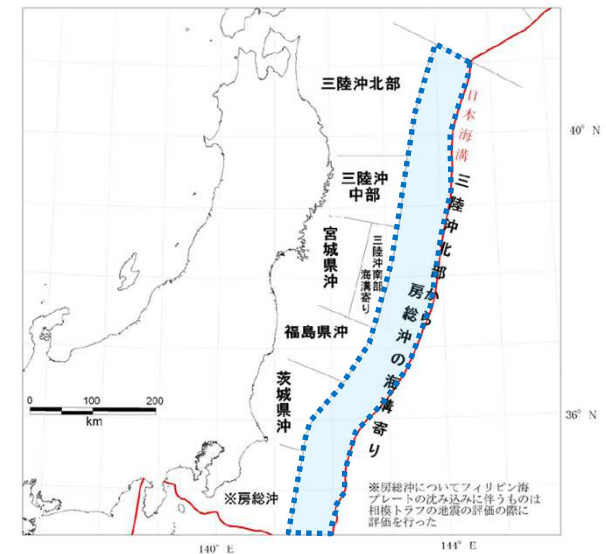 三陸沖北部
日本海溝
40° N
三陸沖
中部
三陸沖北部から
房総沖の海溝寄り
宮城県沖
三陸沖南部
海溝寄り
福島県沖
茨城県沖
0 100 200
km
36° N
※房総沖
※房総沖についてフィリピン海
プレートの沈み込みに伴うものは
相模トラフの地震の評価の際に
評価を行った
140° E
144° E